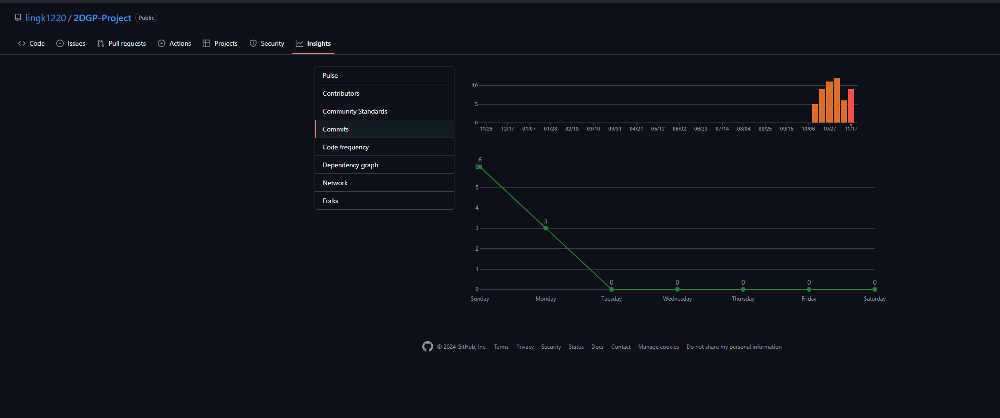 lingk1220 / 2DGP-Project Public
Code Issues Pull requests Actions Projects Security Insights
Pulse
Contributors
Community Standards
Commits
Code frequency
Dependency graph
Network
Forks
10
5
0
11/26 12/17 01/07 01/28 02/18 03/10 03/31 04/21 05/12 06/02 06/23 07/14 08/04 08/25 09/15 10/06 10/27 11/17
6
6
5
4
3
3
2
1
0 0 0 0 0
0
Sunday Monday Tuesday Wednesday Thursday Friday Saturday
© 2024 GitHub, Inc. Terms Privacy Security Status Docs Contact Manage cookies Do not share my personal information